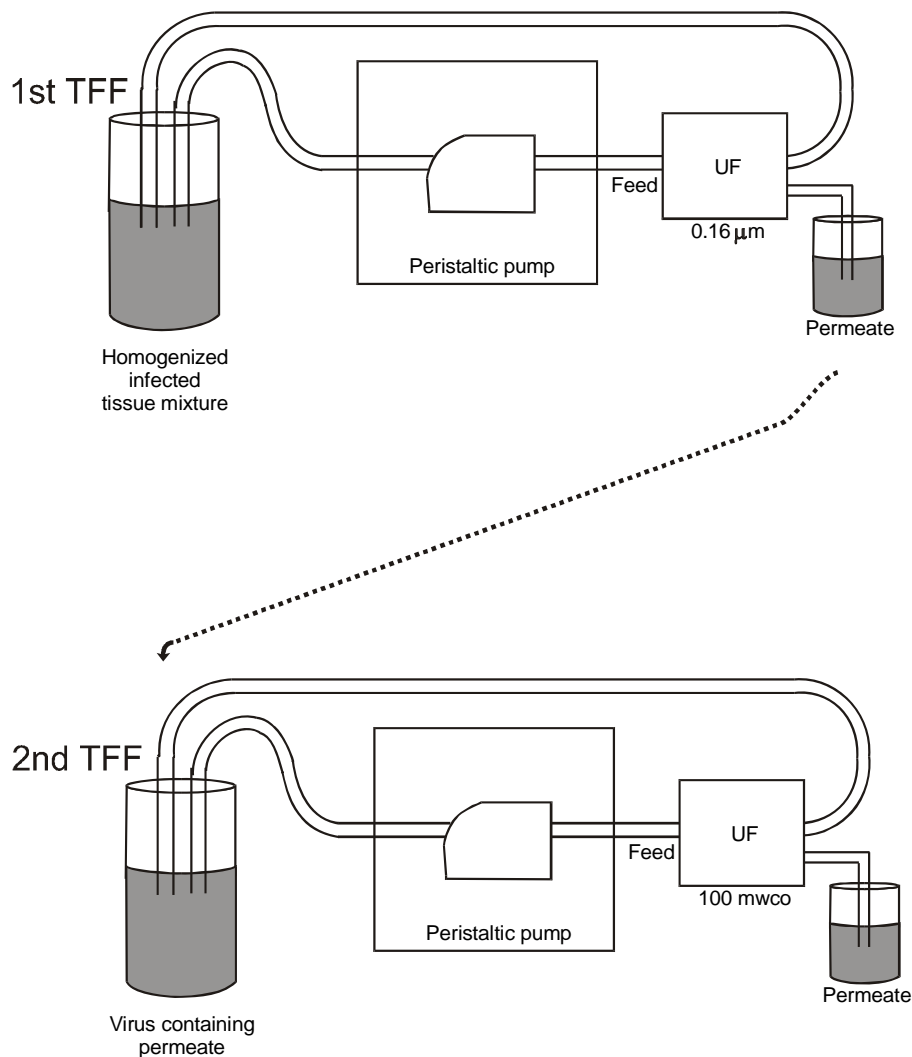 1st TFF
UF
Feed
0.16 μm
Peristaltic pump
Permeate
Homogenized
infected
tissue mixture
2nd TFF
UF
Feed
100 mwco
Peristaltic pump
Permeate
Virus containing
permeate